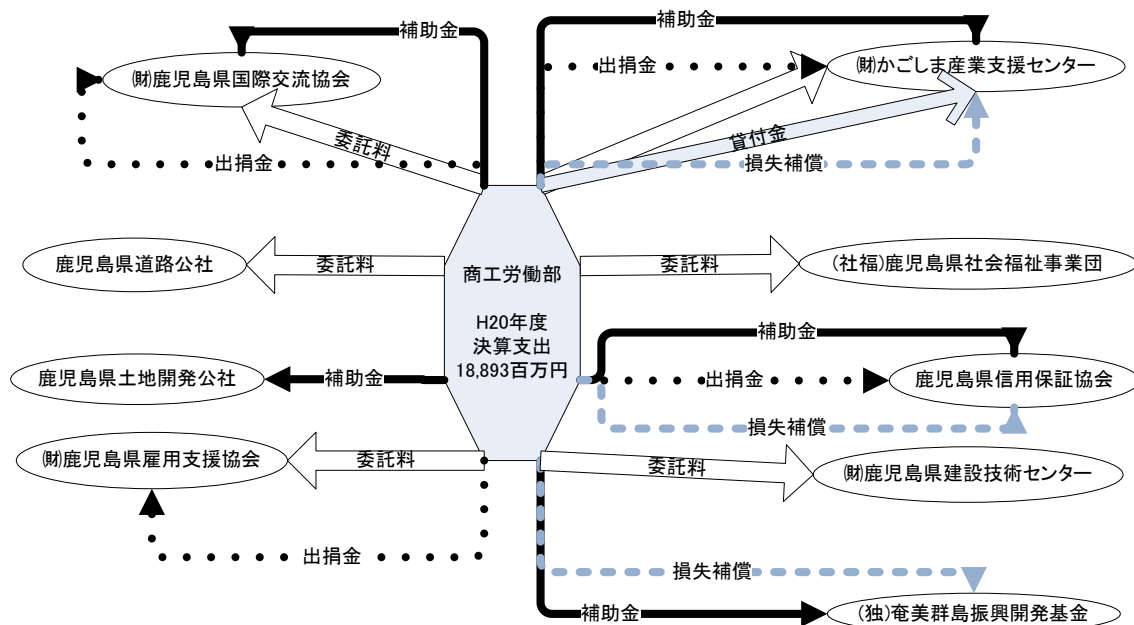 補助金
補助金
㈶鹿児島県国際交流協会
出捐金
㈶かごしま産業支援センター
委託料
貸付金
出捐金
損失補償
鹿児島県道路公社
委託料
商工労働部
H20年度
決算支出
18,893百万円
委託料
(社福)鹿児島県社会福祉事業団
補助金
鹿児島県土地開発公社
補助金
出捐金
鹿児島県信用保証協会
損失補償
㈶鹿児島県雇用支援協会
委託料
委託料
㈶鹿児島県建設技術センター
出捐金
損失補償
補助金
(独)奄美群島振興開発基金